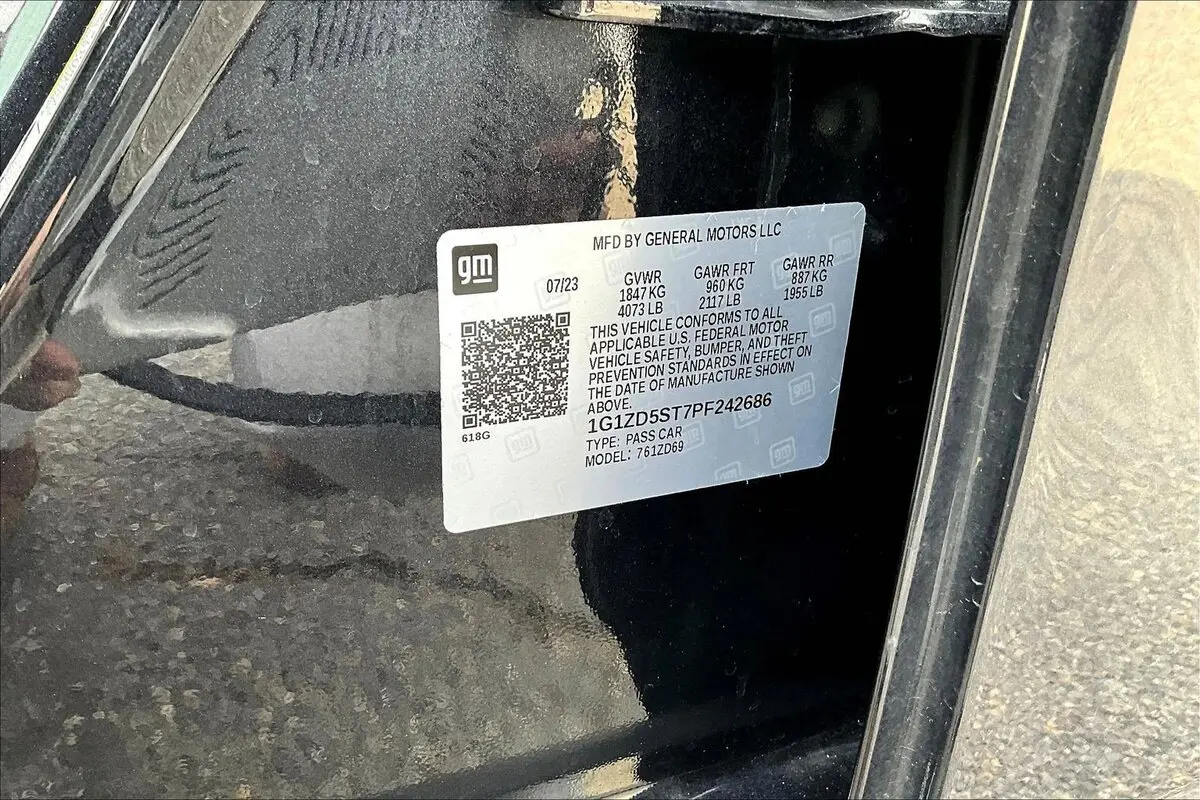 MFD BY GENERAL MOTORS LLC
gm
07/23
GVWR GAWR FRT GAWR RR
1847 KG 960 KG 887 KG
4073 LB 2117 LB 1955 LB
THIS VEHICLE CONFORMS TO ALL
APPLICABLE U.S. FEDERAL MOTOR
VEHICLE SAFETY, BUMPER, AND THEFT
PREVENTION STANDARDS IN EFFECT ON
THE DATE OF MANUFACTURE SHOWN
ABOVE.
1G1ZD5ST7PF242686
TYPE: PASS CAR
MODEL: 761ZD69
618G